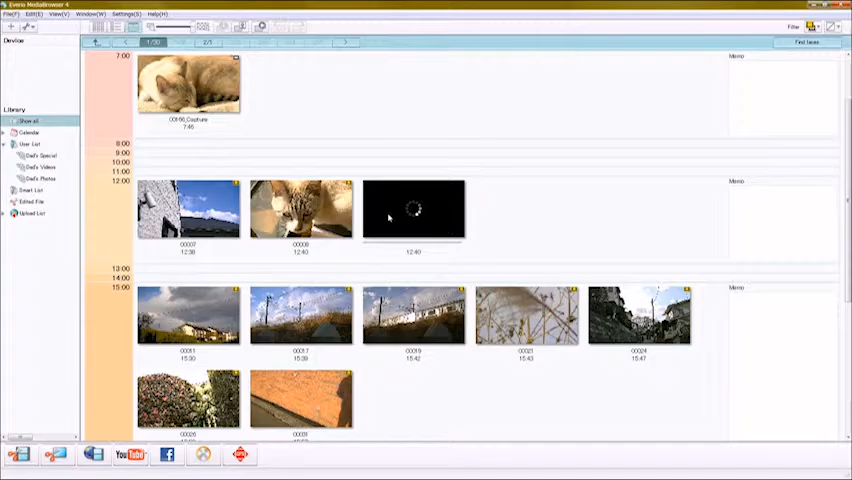 Everio MediaBrowser 4
File(F) Edit(E) View(V) Window(W) Settings(S) Help(H)
Filter
Device
1/30
2/1
Find faces
7:00
Memo
00166_Capture
7:46
Library
Show all
Calendar
User List
Dad's Special
Dad's Videos
Dad's Photos
Smart List
Edited File
Upload List
8:00
9:00
10:00
11:00
12:00
Memo
00007
12:38
00008
12:40
12:40
13:00
14:00
15:00
Memo
00011
15:30
00017
15:39
00019
15:42
00021
15:43
00024
15:47
00026
00031
YouTube
f
GPS